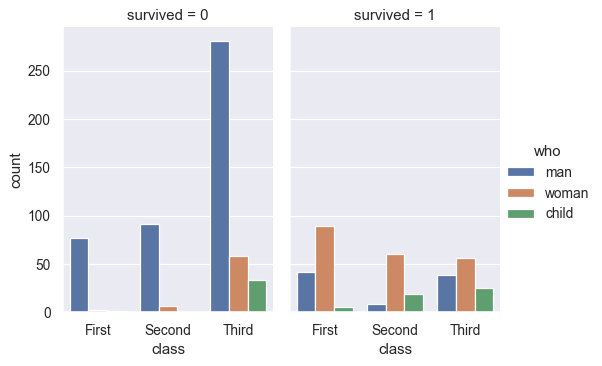 survived = 0
survived = 1
count
250
200
150
100
50
0
First Second Third
class
First Second Third
class
who
man
woman
child